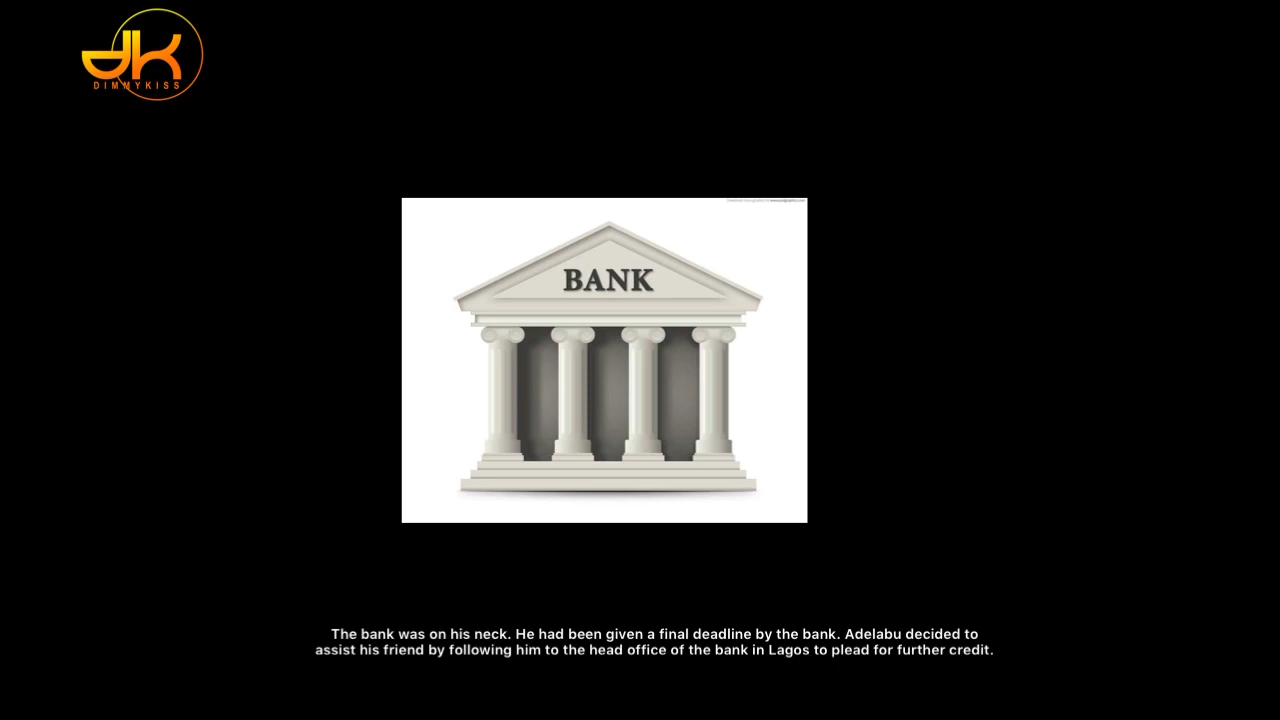 DIMMYKISS
BANK
The bank was on his neck. He had been given a final deadline by the bank. Adelabu decided to
assist his friend by following him to the head office of the bank in Lagos to plead for further credit.